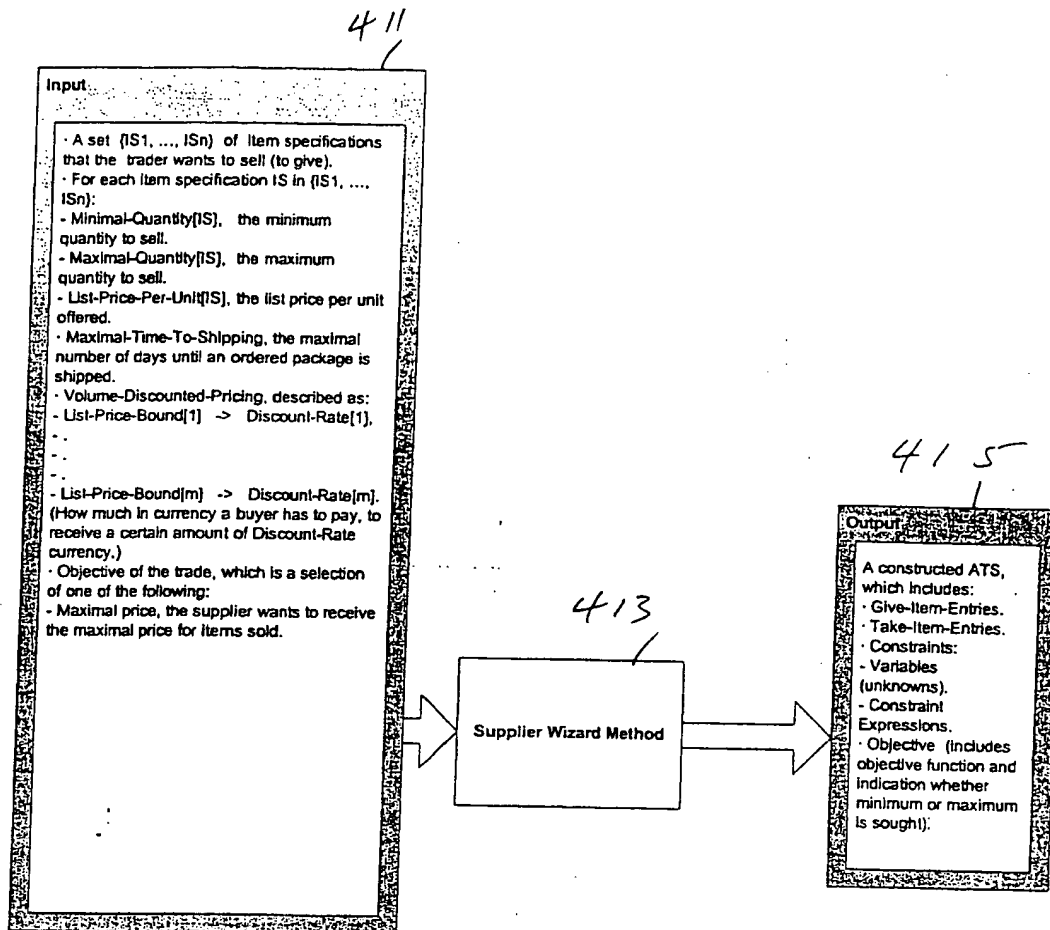 411
Input
· A set {IS1, ..., ISn} of item specifications
that the trader wants to sell (to give).
· For each item specification IS in {IS1, ...,
ISn}:
- Minimal-Quantity[IS], the minimum
quantity to sell.
- Maximal-Quantity[IS], the maximum
quantity to sell.
- List-Price-Per-Unit[IS], the list price per unit
offered.
· Maximal-Time-To-Shipping, the maximal
number of days until an ordered package is
shipped.
· Volume-Discounted-Pricing, described as:
- List-Price-Bound[1] -> Discount-Rate[1],
- .
- .
- .
- List-Price-Bound[m] -> Discount-Rate[m].
(How much in currency a buyer has to pay, to
receive a certain amount of Discount-Rate
currency.)
· Objective of the trade, which is a selection
of one of the following:
- Maximal price, the supplier wants to receive
the maximal price for items sold.
413
Supplier Wizard Method
415
Output
A constructed ATS,
which includes:
· Give-Item-Entries.
· Take-Item-Entries.
· Constraints:
- Variables
(unknowns).
- Constraint
Expressions.
· Objective (includes
objective function and
indication whether
minimum or maximum
is sought).